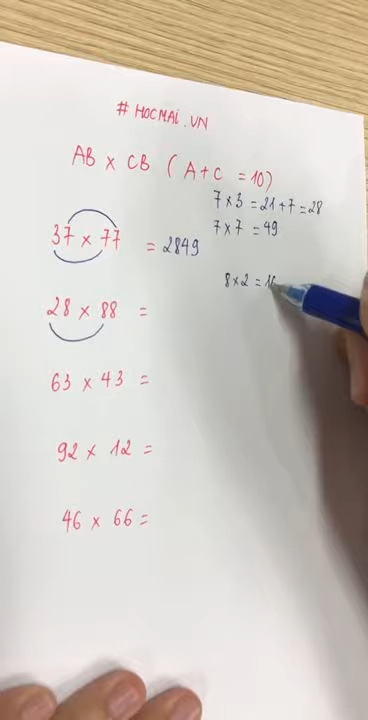 # HOCMAI.VN
AB x CB ( A+C = 10)
7 x 3 = 21 + 7 = 28
37 x 77 = 2849
7 x 7 = 49
28 x 88 =
8 x 2 = 16
63 x 43 =
92 x 12 =
46 x 66 =